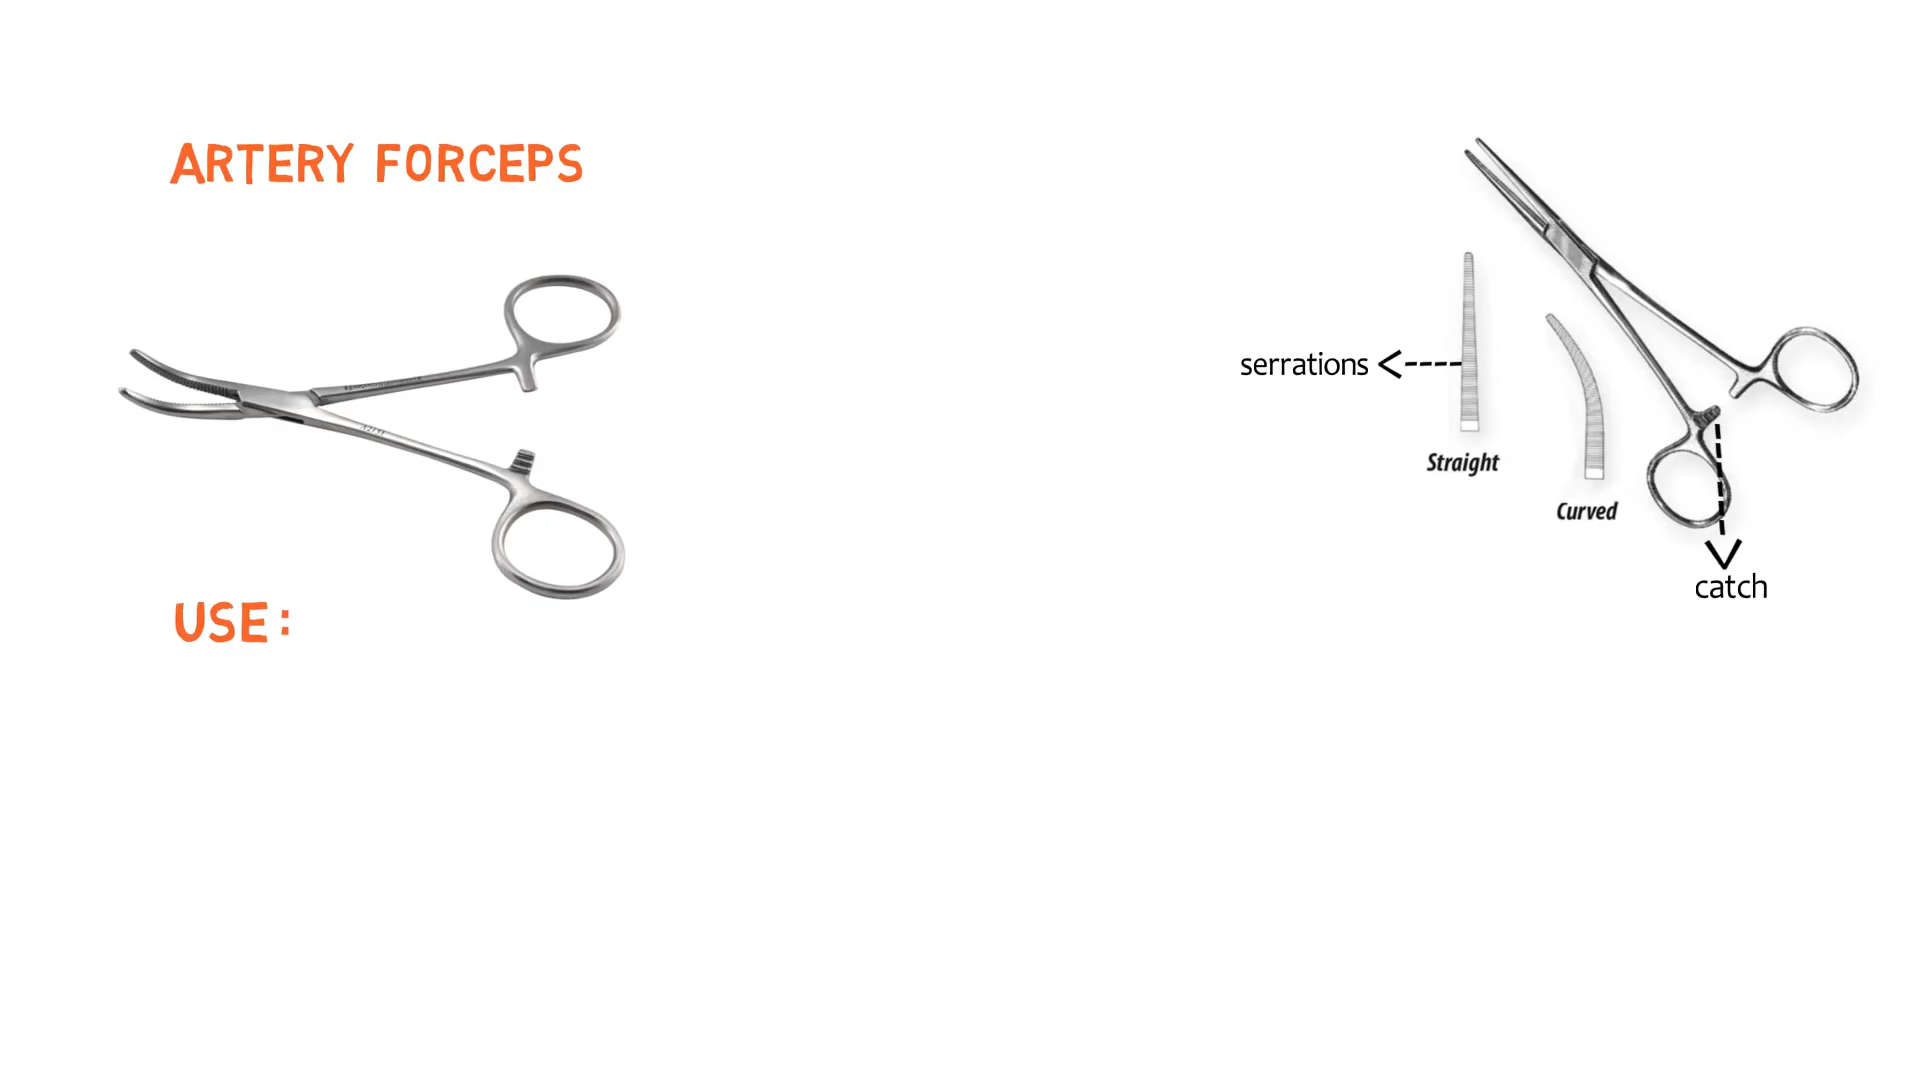 ARTERY FORCEPS
serrations
Straight
Curved
catch
USE: